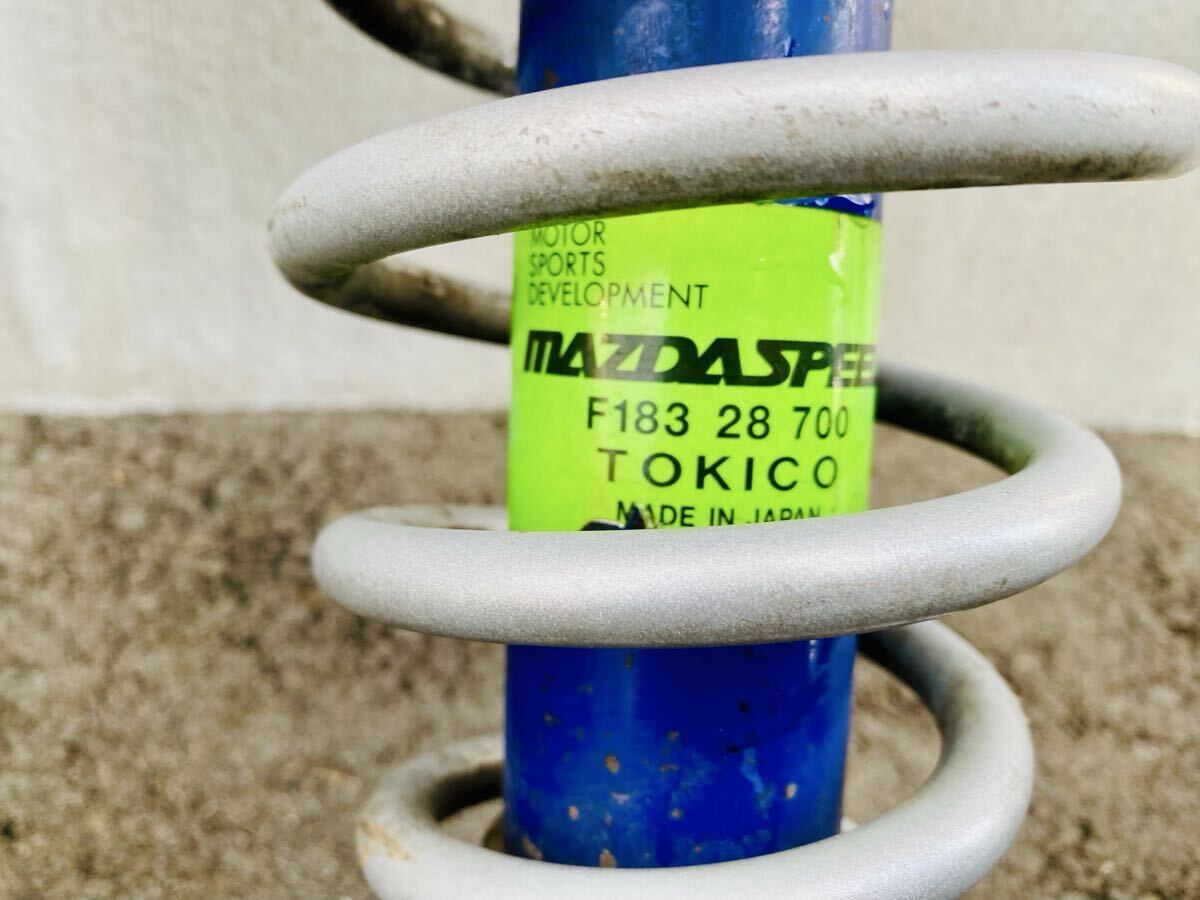 MOTOR
SPORTS
DEVELOPMENT
MAZDASPEE
F183 28 700
TOKICO
MADE IN JAPAN